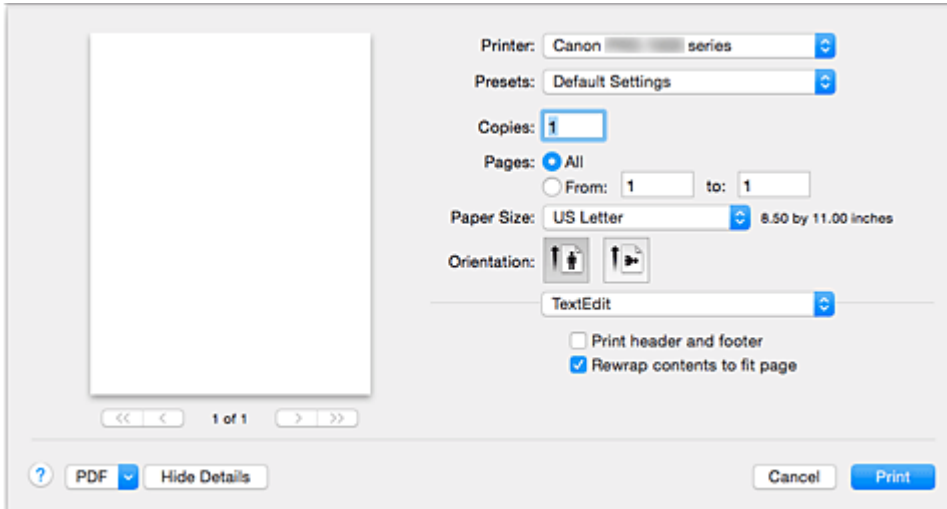 Printer: Canon series
Presets: Default Settings
Copies: 1
Pages: All
From: 1 to: 1
Paper Size: US Letter 8.50 by 11.00 inches
Orientation:
TextEdit
Print header and footer
Rewrap contents to fit page
<< < 1 of 1 > >>
? PDF Hide Details Cancel Print